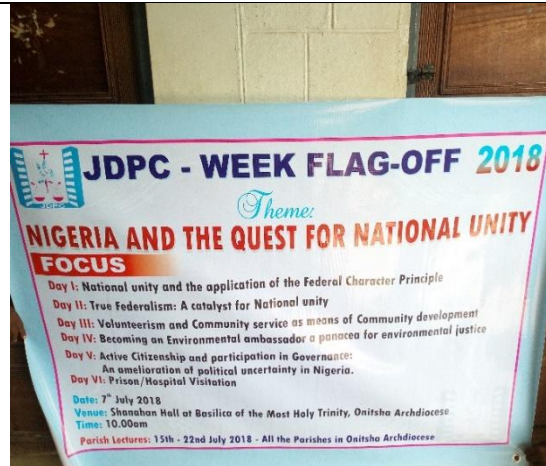 JDPC
JDPC - WEEK FLAG-OFF 2018
Theme:
NIGERIA AND THE QUEST FOR NATIONAL UNITY
FOCUS
Day I: National unity and the application of the Federal Character Principle
Day II: True Federalism: A catalyst for National unity
Day III: Volunteerism and Community service as means of Community development
Day IV: Becoming an Environmental ambassador a panacea for environmental justice
Day V: Active Citizenship and participation in Governance:
An amelioration of political uncertainty in Nigeria.
Day VI: Prison/Hospital Visitation
Date: 7th July 2018
Venue: Shanahan Hall at Basilica of the Most Holy Trinity, Onitsha Archdiocese
Time: 10.00am
Parish Lectures: 15th - 22nd July 2018 - All the Parishes in Onitsha Archdiocese